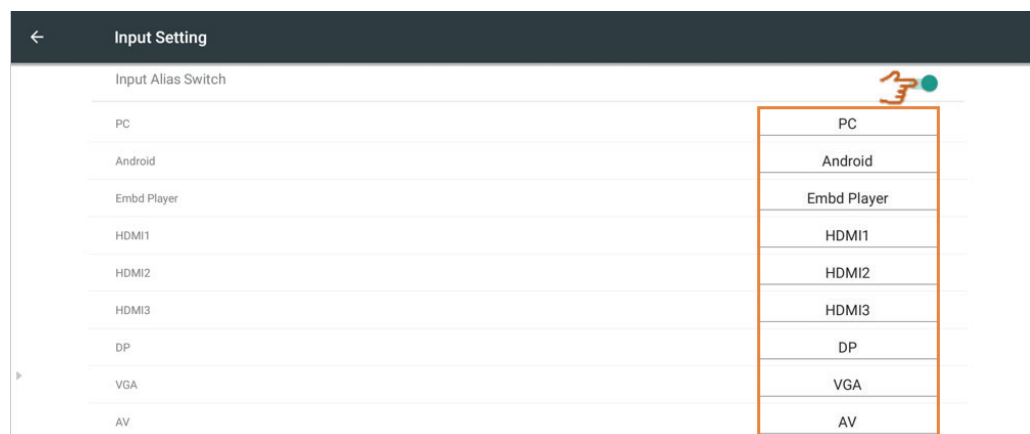 Input Setting
Input Alias Switch
PC PC
Android Android
Embd Player Embd Player
HDMI1 HDMI1
HDMI2 HDMI2
HDMI3 HDMI3
DP DP
VGA VGA
AV AV